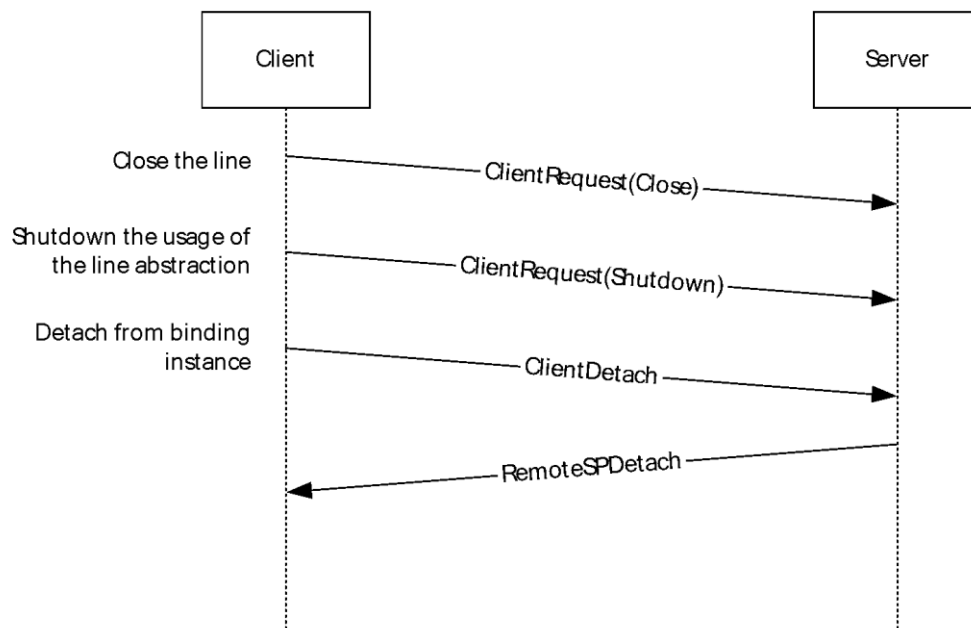 Client
Server
Close the line
ClientRequest(Close)
Shutdown the usage of
the line abstraction
ClientRequest(Shutdown)
Detach from binding
instance
ClientDetach
RemoteSPDetach